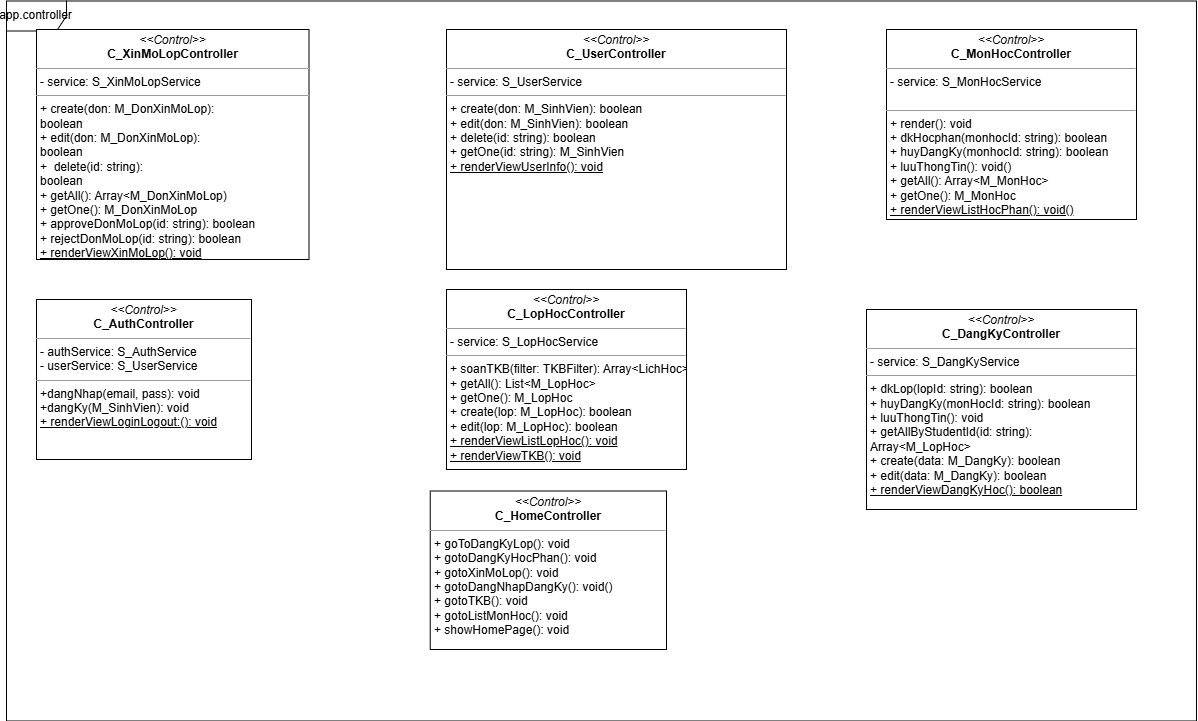 app.controller
<<Control>>
C_XinMoLopController
- service: S_XinMoLopService
+ create(don: M_DonXinMoLop):
boolean
+ edit(don: M_DonXinMoLop):
boolean
+  delete(id: string):
boolean
+ getAll(): Array<M_DonXinMoLop)
+ getOne(): M_DonXinMoLop
+ approveDonMoLop(id: string): boolean
+ rejectDonMoLop(id: string): boolean
+ renderViewXinMoLop(): void
<<Control>>
C_UserController
- service: S_UserService
+ create(don: M_SinhVien): boolean
+ edit(don: M_SinhVien): boolean
+ delete(id: string): boolean
+ getOne(id: string): M_SinhVien
+ renderViewUserInfo(): void
<<Control>>
C_MonHocController
- service: S_MonHocService
+ render(): void
+ dkHocphan(monhocId: string): boolean
+ huyDangKy(monhocId: string): boolean
+ luuThongTin(): void()
+ getAll(): Array<M_MonHoc>
+ getOne(): M_MonHoc
+ renderViewListHocPhan(): void()
<<Control>>
C_AuthController
- authService: S_AuthService
- userService: S_UserService
+dangNhap(email, pass): void
+dangKy(M_SinhVien): void
+ renderViewLoginLogout:(): void
<<Control>>
C_LopHocController
- service: S_LopHocService
+ soanTKB(filter: TKBFilter): Array<LichHoc>
+ getAll(): List<M_LopHoc>
+ getOne(): M_LopHoc
+ create(lop: M_LopHoc): boolean
+ edit(lop: M_LopHoc): boolean
+ renderViewListLopHoc(): void
+ renderViewTKB(): void
<<Control>>
C_DangKyController
- service: S_DangKyService
+ dkLop(lopId: string): boolean
+ huyDangKy(monHocId: string): boolean
+ luuThongTin(): void
+ getAllByStudentId(id: string):
Array<M_LopHoc>
+ create(data: M_DangKy): boolean
+ edit(data: M_DangKy): boolean
+ renderViewDangKyHoc(): boolean
<<Control>>
C_HomeController
+ goToDangKyLop(): void
+ gotoDangKyHocPhan(): void
+ gotoXinMoLop(): void
+ gotoDangNhapDangKy(): void()
+ gotoTKB(): void
+ gotoListMonHoc(): void
+ showHomePage(): void